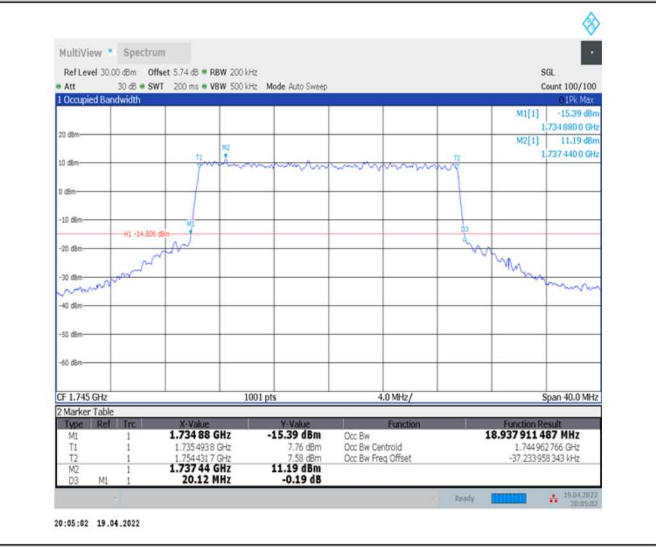 MultiView Spectrum
Ref Level 30.00 dBm Offset 5.74 dB RBW 200 kHz SGL
Att 30 dB SWT 200 ms VBW 500 kHz Mode Auto Sweep Count 100/100
1 Occupied Bandwidth 1Pk Max
M1[1] -15.39 dBm
1.734 880 0 GHz
M2[1] 11.19 dBm
1.737 440 0 GHz
20 dBm
M2
T1 T2
10 dBm
0 dBm
-10 dBm
M1 D3
H1 -14.806 dBm
-20 dBm
-30 dBm
-40 dBm
-50 dBm
-60 dBm
CF 1.745 GHz 1001 pts 4.0 MHz/ Span 40.0 MHz
2 Marker Table
Type Ref Trc X-Value Y-Value Function Function Result
M1 1 1.734 88 GHz -15.39 dBm Occ Bw 18.937 911 487 MHz
T1 1 1.735 493 8 GHz 7.76 dBm Occ Bw Centroid 1.744 962 766 GHz
T2 1 1.754 431 7 GHz 7.58 dBm Occ Bw Freq Offset -37.233 958 343 kHz
M2 1 1.737 44 GHz 11.19 dBm
D3 M1 1 20.12 MHz -0.19 dB
Ready 19.04.2022
20:05:02
20:05:02 19.04.2022